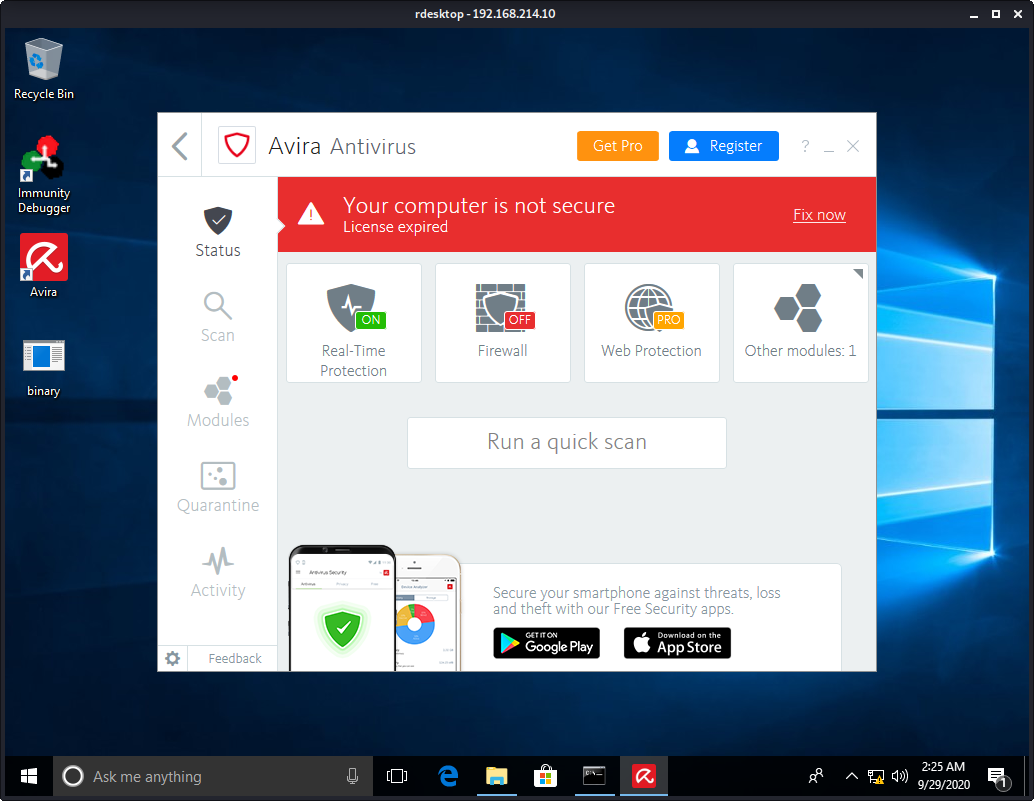 rdesktop - 192.168.214.10
Recycle Bin
Immunity
Debugger
Avira
binary
Avira Antivirus
Get Pro
Register
?
Your computer is not secure
License expired
Fix now
Status
Scan
Modules
Quarantine
Activity
Feedback
ON
Real-Time
Protection
OFF
Firewall
PRO
Web Protection
Other modules: 1
Run a quick scan
Antivirus Security
Antivirus
Secure your smartphone against threats, loss
and theft with our Free Security apps.
GET IT ON
Google Play
Download on the
App Store
Ask me anything
2:25 AM
9/29/2020
1